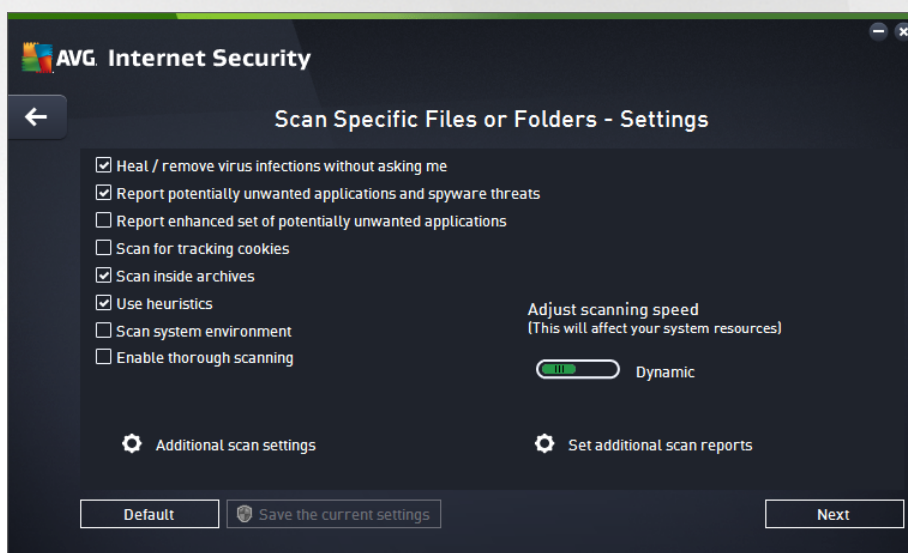 AVG. Internet Security
Scan Specific Files or Folders - Settings
Heal / remove virus infections without asking me
Report potentially unwanted applications and spyware threats
Report enhanced set of potentially unwanted applications
Scan for tracking cookies
Scan inside archives
Use heuristics
Scan system environment
Enable thorough scanning
Adjust scanning speed
(This will affect your system resources)
Dynamic
Additional scan settings
Set additional scan reports
Default
Save the current settings
Next